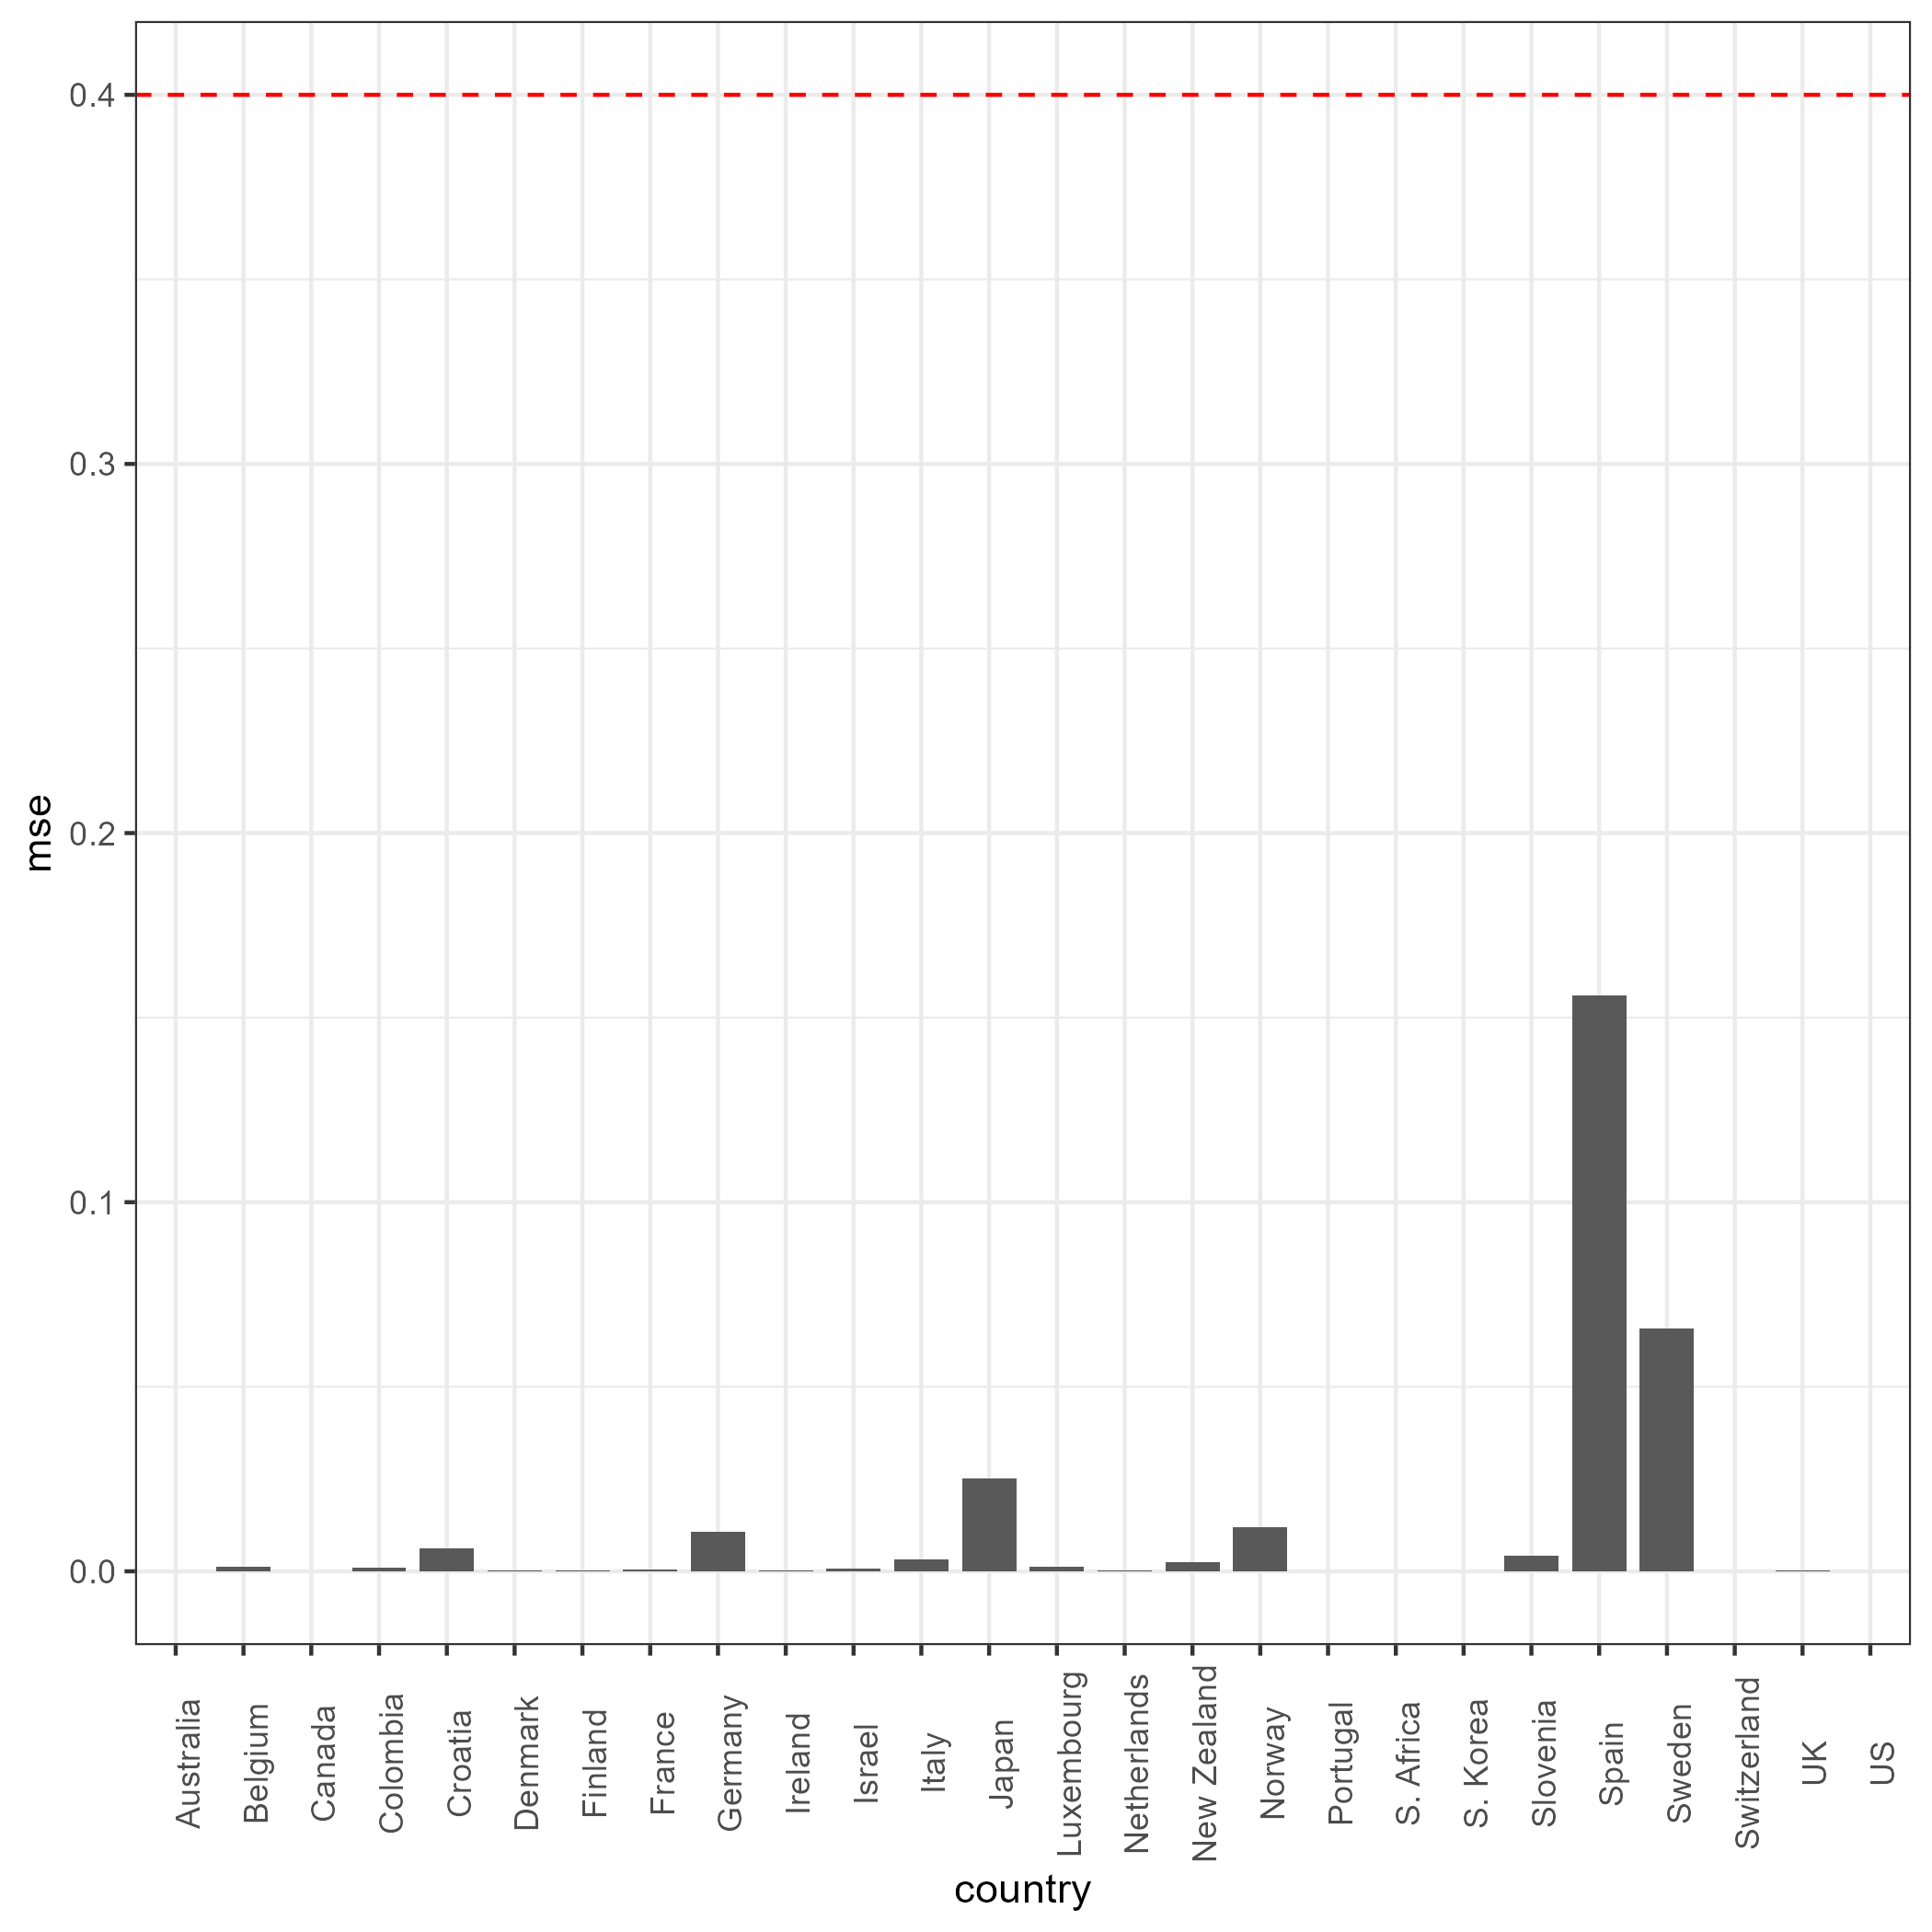 mse
0.4
0.3
0.2
0.1
0.0
Australia
Belgium
Canada
Colombia
Croatia
Denmark
Finland
France
Germany
Ireland
Israel
Italy
Japan
Luxembourg
Netherlands
New Zealand
Norway
Portugal
S. Africa
S. Korea
Slovenia
Spain
Sweden
Switzerland
UK
US
country